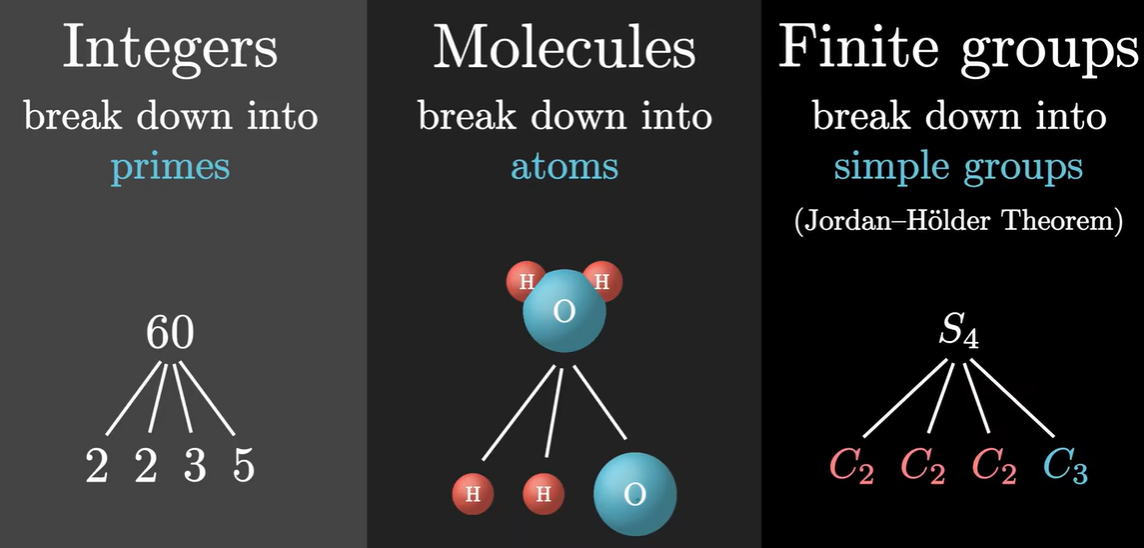 Integers
break down into
primes
60
2 2 3 5
Molecules
break down into
atoms
H O H
H H O
Finite groups
break down into
simple groups
(Jordan–Hölder Theorem)
S₄
C₂ C₂ C₂ C₃